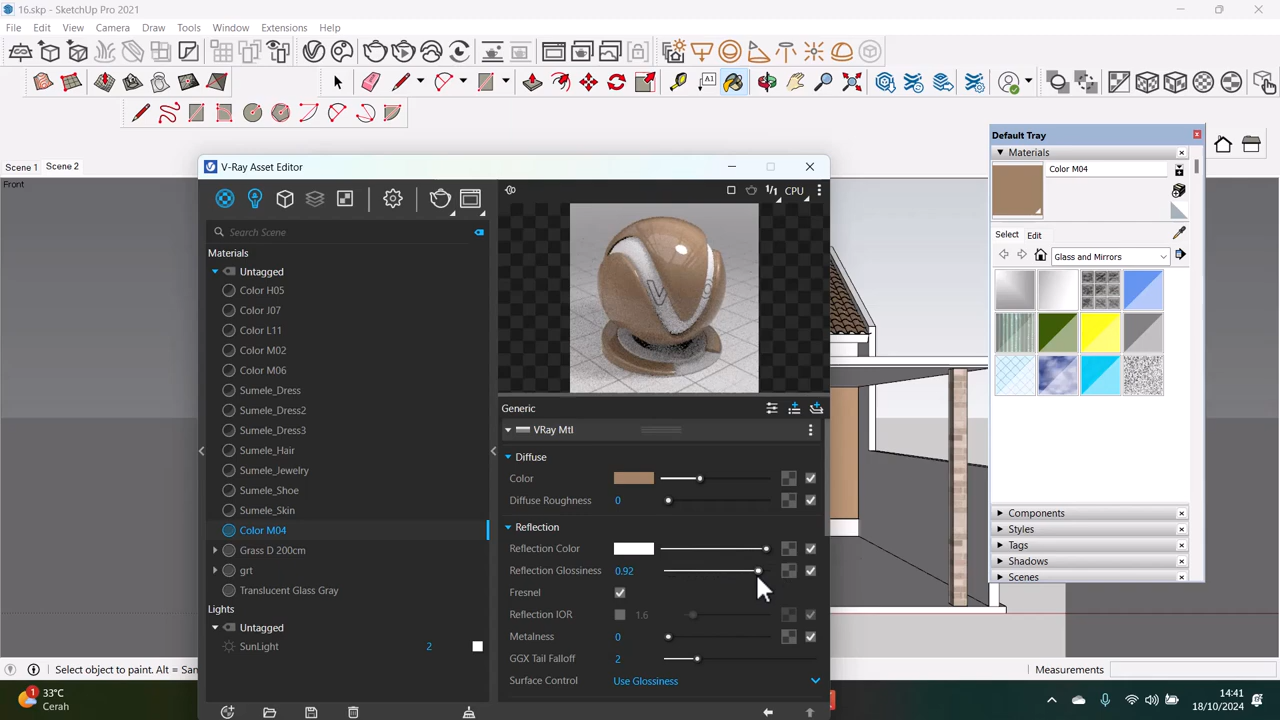 16.skp - SketchUp Pro 2021
File Edit View Camera Draw Tools Window Extensions Help
A1
Scene 1 Scene 2
Front
V-Ray Asset Editor
1/1 CPU
Search Scene
Materials
Untagged
Color H05
Color J07
Color L11
Color M02
Color M06
Sumele_Dress
Sumele_Dress2
Sumele_Dress3
Sumele_Hair
Sumele_Jewelry
Sumele_Shoe
Sumele_Skin
Color M04
Grass D 200cm
grt
Translucent Glass Gray
Lights
Untagged
SunLight 2
Generic
VRay Mtl
Diffuse
Color
Diffuse Roughness 0
Reflection
Reflection Color
Reflection Glossiness 0.92
Fresnel
Reflection IOR 1.6
Metalness 0
GGX Tail Falloff 2
Surface Control Use Glossiness
Default Tray
Materials
Color M04
Select Edit
Glass and Mirrors
Components
Styles
Tags
Shadows
Scenes
Select object to paint. Alt = San
Measurements
1
33°C
Cerah
14:41
18/10/2024